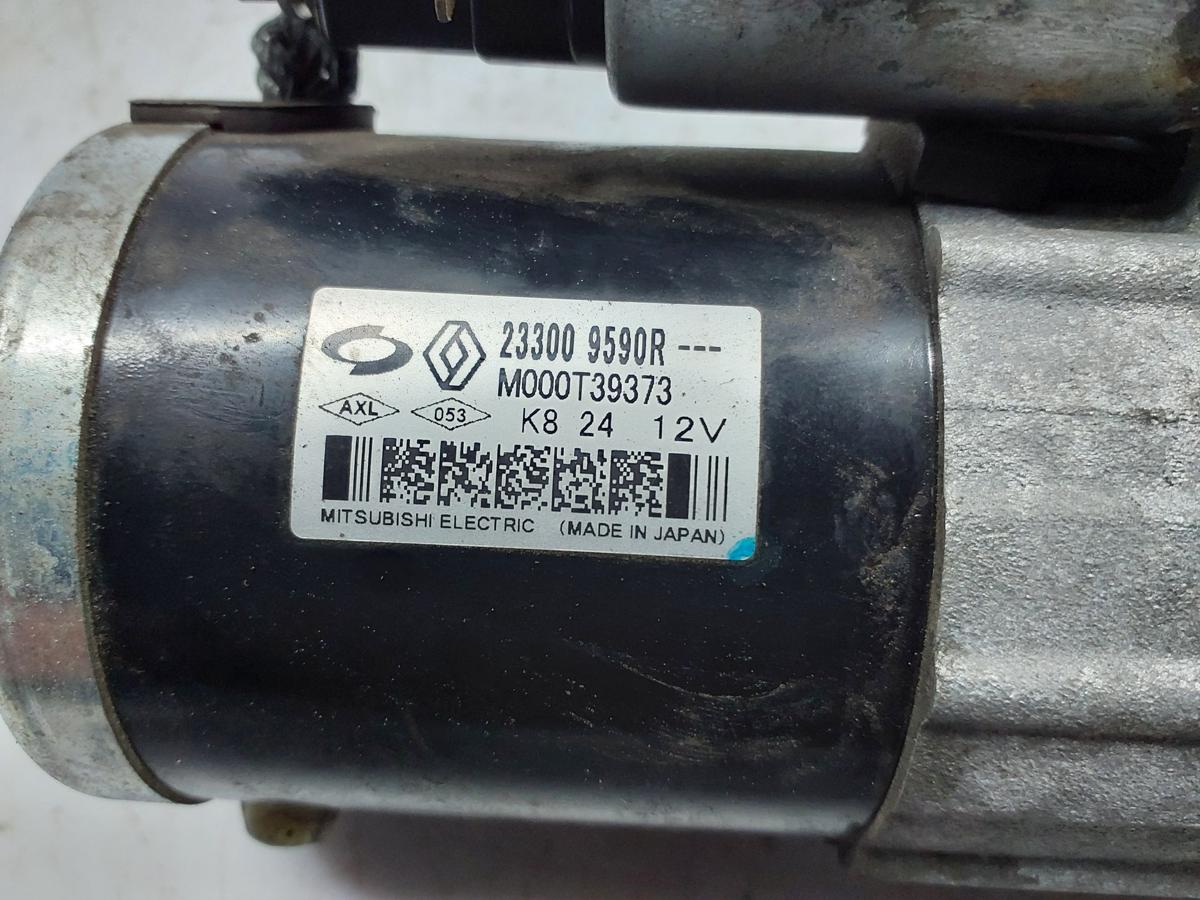 23300 9590R ---
M000T39373
AXL 053 K8 24 12V
MITSUBISHI ELECTRIC (MADE IN JAPAN)